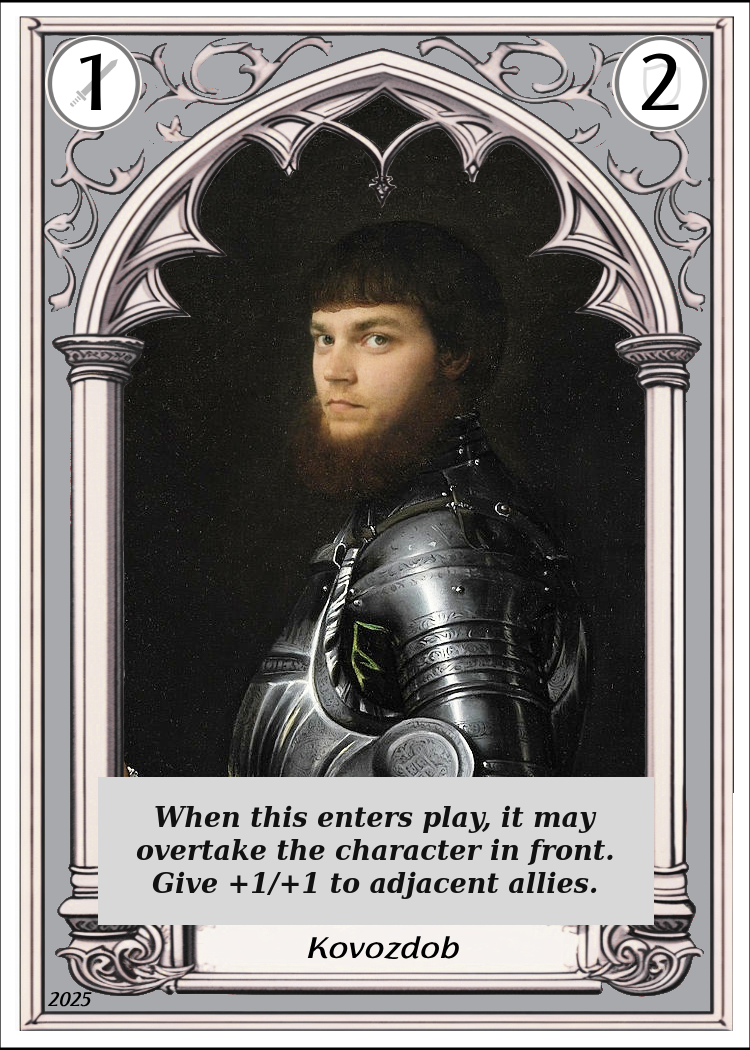 1
2
When this enters play, it may
overtake the character in front.
Give +1/+1 to adjacent allies.
Kovozdob
2025